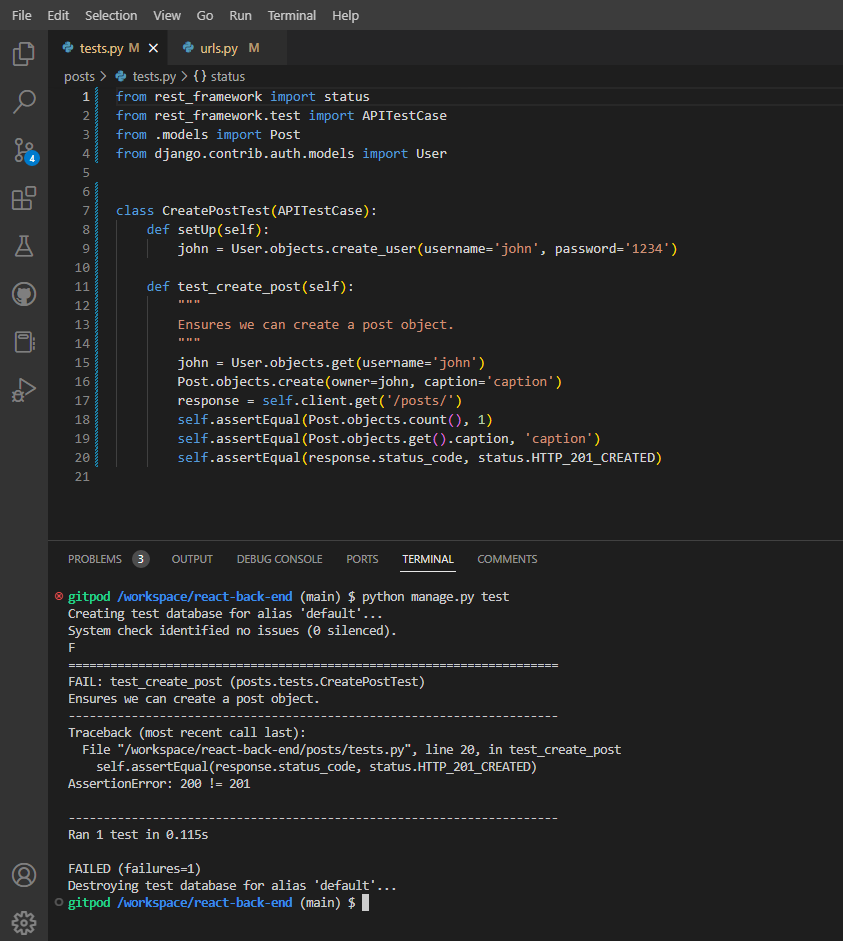 File Edit Selection View Go Run Terminal Help
tests.py M urls.py M
posts > tests.py > {} status
1 from rest_framework import status
2 from rest_framework.test import APITestCase
3 from .models import Post
4 from django.contrib.auth.models import User
5
6
7 class CreatePostTest(APITestCase):
8 def setUp(self):
9 john = User.objects.create_user(username='john', password='1234')
10
11 def test_create_post(self):
12 """
13 Ensures we can create a post object.
14 """
15 john = User.objects.get(username='john')
16 Post.objects.create(owner=john, caption='caption')
17 response = self.client.get('/posts/')
18 self.assertEqual(Post.objects.count(), 1)
19 self.assertEqual(Post.objects.get().caption, 'caption')
20 self.assertEqual(response.status_code, status.HTTP_201_CREATED)
21
4
PROBLEMS 3 OUTPUT DEBUG CONSOLE PORTS TERMINAL COMMENTS
gitpod /workspace/react-back-end (main) $ python manage.py test
Creating test database for alias 'default'...
System check identified no issues (0 silenced).
F
======================================================================
FAIL: test_create_post (posts.tests.CreatePostTest)
Ensures we can create a post object.
----------------------------------------------------------------------
Traceback (most recent call last):
File "/workspace/react-back-end/posts/tests.py", line 20, in test_create_post
self.assertEqual(response.status_code, status.HTTP_201_CREATED)
AssertionError: 200 != 201
----------------------------------------------------------------------
Ran 1 test in 0.115s
FAILED (failures=1)
Destroying test database for alias 'default'...
gitpod /workspace/react-back-end (main) $